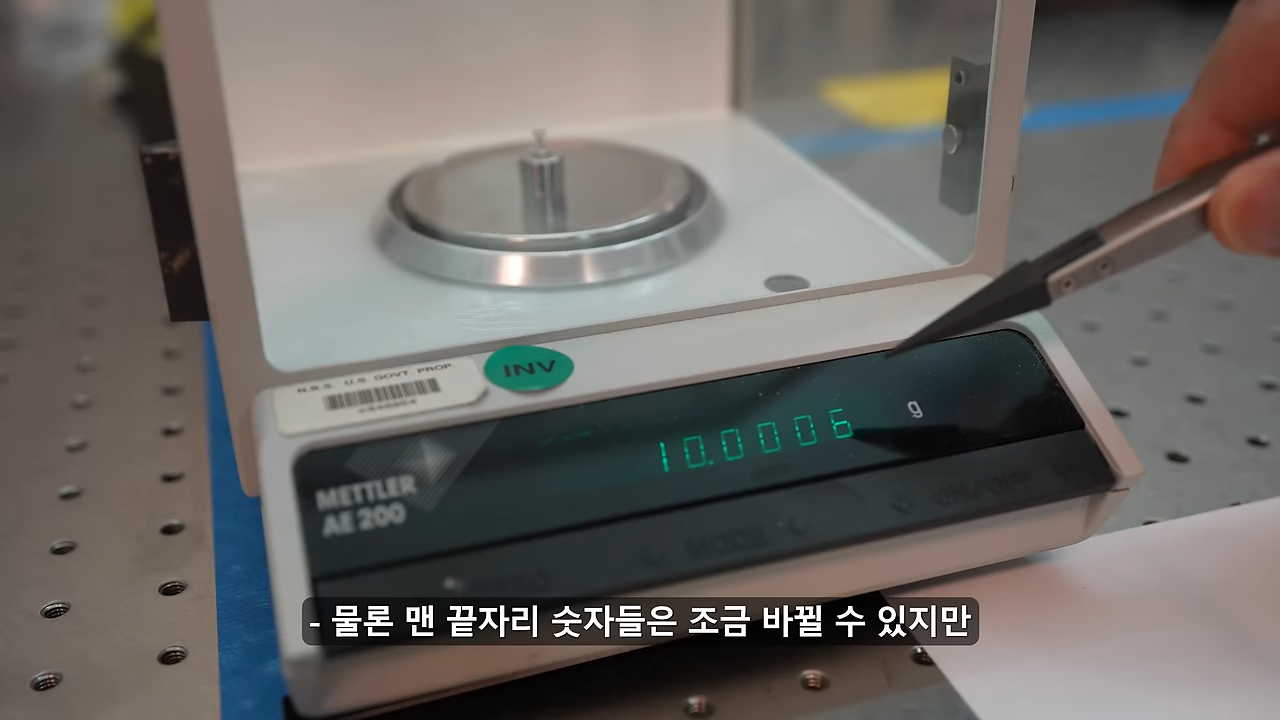 N.B.S. U.S. GOVT. PROP.
INV
10.0006 g
METTLER
AE 200
ON/OFF
MODE
- 물론 맨 끝자리 숫자들은 조금 바뀔 수 있지만